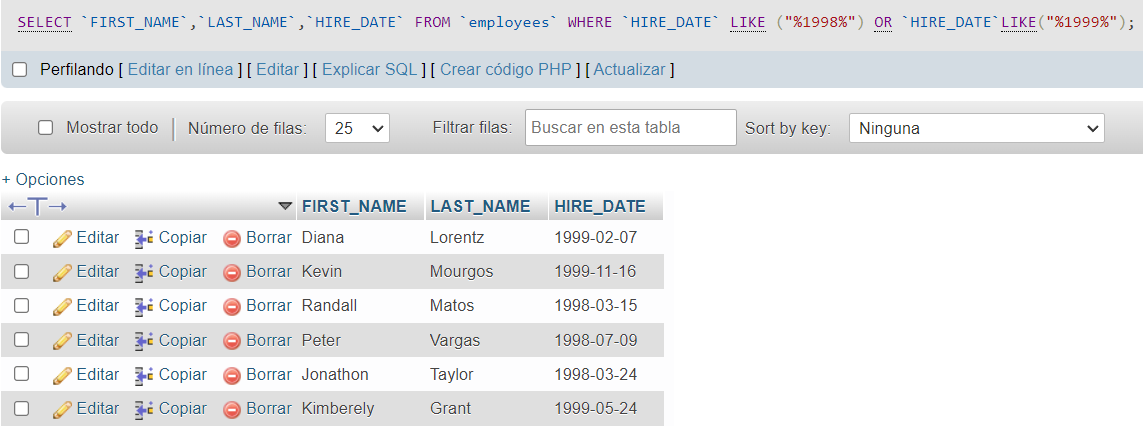 SELECT `FIRST_NAME`,`LAST_NAME`,`HIRE_DATE` FROM `employees` WHERE `HIRE_DATE` LIKE ("%1998%") OR `HIRE_DATE`LIKE("%1999%");
Perfilando [ Editar en línea ] [ Editar ] [ Explicar SQL ] [ Crear código PHP ] [ Actualizar ]
Mostrar todo | Número de filas: 25 Filtrar filas: Buscar en esta tabla Sort by key: Ninguna
+ Opciones
←T→ FIRST_NAME LAST_NAME HIRE_DATE
Editar Copiar Borrar Diana Lorentz 1999-02-07
Editar Copiar Borrar Kevin Mourgos 1999-11-16
Editar Copiar Borrar Randall Matos 1998-03-15
Editar Copiar Borrar Peter Vargas 1998-07-09
Editar Copiar Borrar Jonathon Taylor 1998-03-24
Editar Copiar Borrar Kimberely Grant 1999-05-24